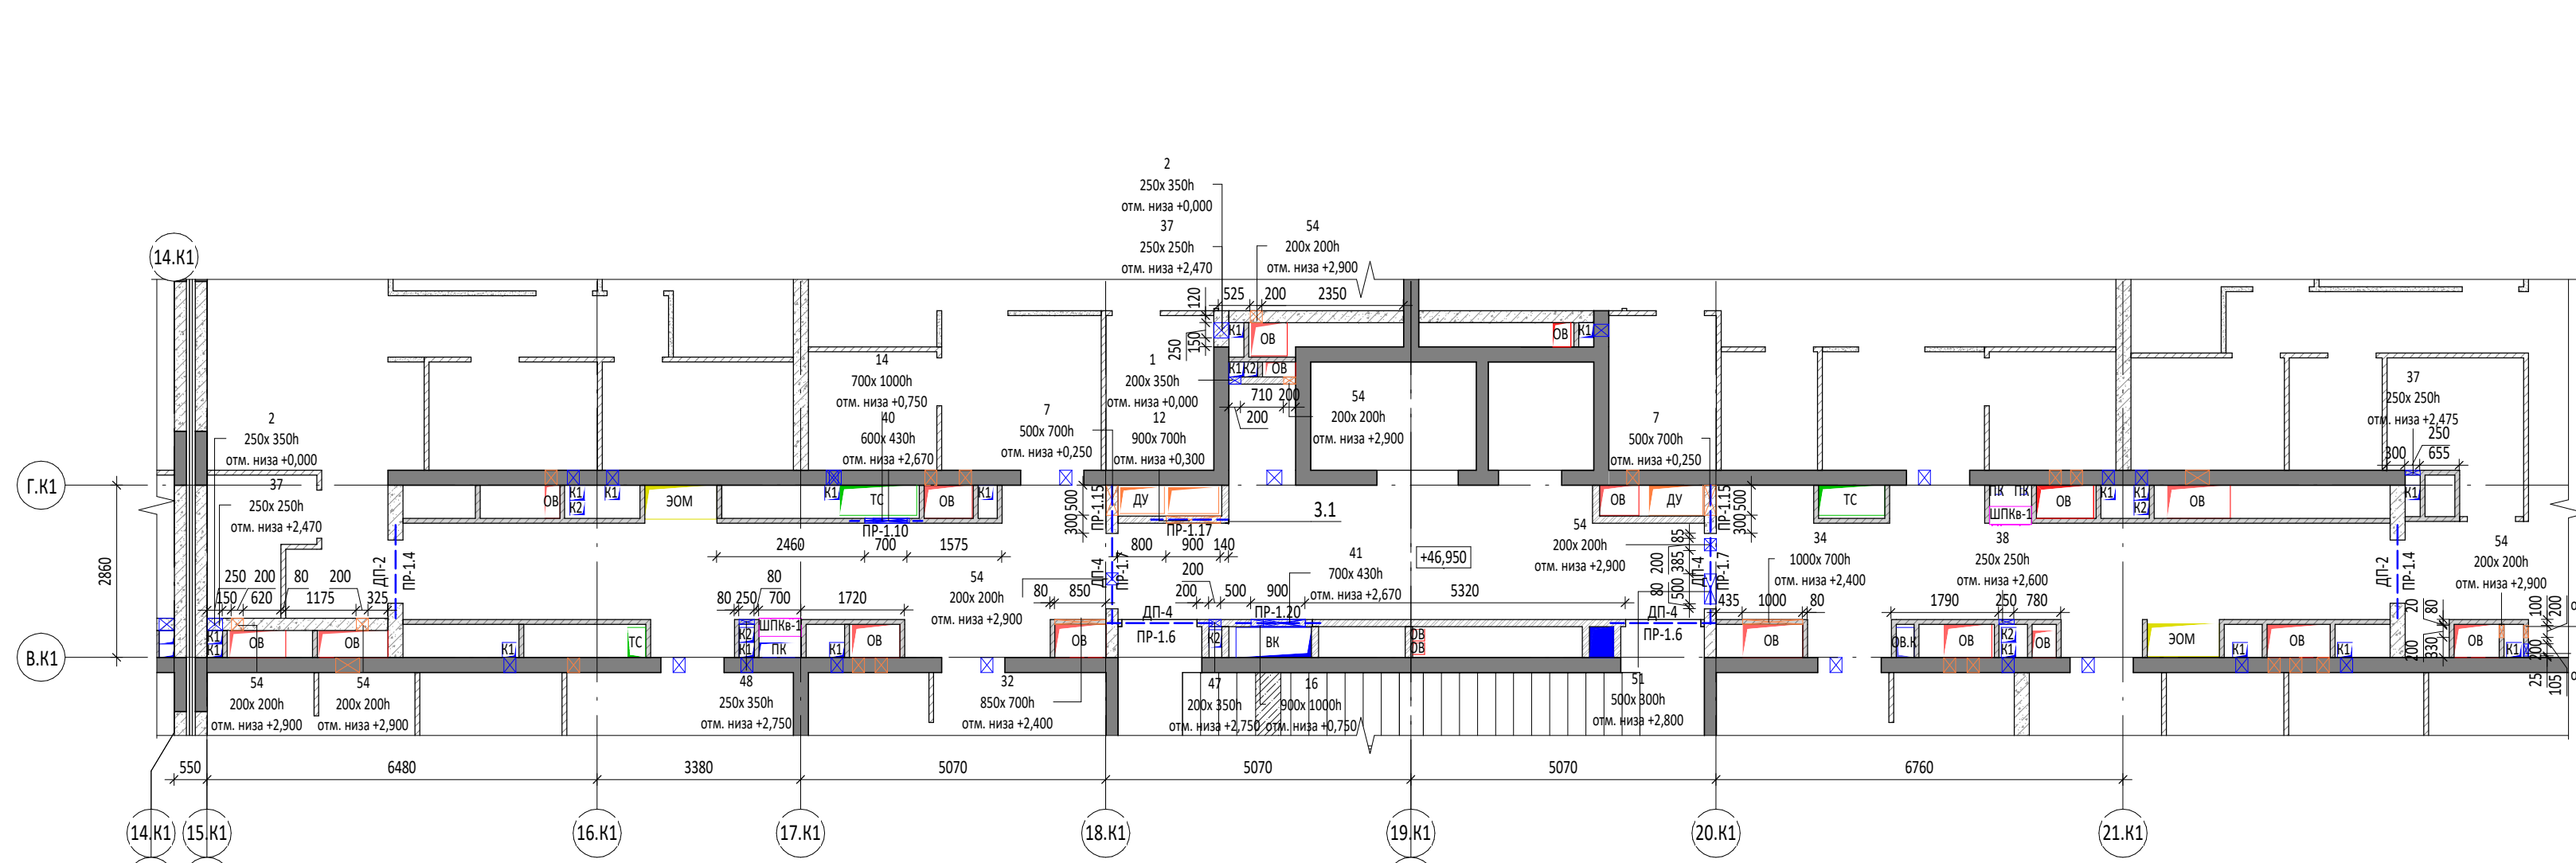 2
250x 350h
отм. низа +0,000
37
250x 250h
отм. низа +2,470
54
200x 200h
отм. низа +2,900
14.К1
120
525
200
2350
250
150
К1
ОВ
ОВ
К1
К1
К2
ОВ
710
200
200
54
200x 200h
отм. низа +2,900
14
700x 1000h
отм. низа +0,750
40
600x 430h
отм. низа +2,670
7
500x 700h
отм. низа +0,250
1
200x 350h
отм. низа +0,000
12
900x 700h
отм. низа +0,300
7
500x 700h
отм. низа +0,250
37
250x 250h
отм. низа +2,475
250
300
655
2
250x 350h
отм. низа +0,000
37
250x 250h
отм. низа +2,470
Г.К1
ОВ
К1
К2
К1
ЭОМ
К1
ТС
ОВ
К1
ПР-1.10
ПР-1.15
300
500
ДУ
ПР-1.17
3.1
ОВ
ДУ
ПР-1.15
300
500
ТС
ПК
ПК
ШПКв-1
ОВ
К1
К1
К2
ОВ
К1
2860
ДП-2
ПР-1.4
2460
700
1575
800
900
140
ДП-4
ПР-1.7
+46,950
41
700x 430h
отм. низа +2,670
54
200x 200h
отм. низа +2,900
85
385
200
500
80
ДП-4
ПР-1.7
34
1000x 700h
отм. низа +2,400
38
250x 250h
отм. низа +2,600
ДП-2
ПР-1.4
54
200x 200h
отм. низа +2,900
250
200
80
200
150
620
1175
325
80
80
250
700
1720
54
200x 200h
отм. низа +2,900
80
850
200
200
500
900
5320
435
1000
80
1790
250
780
20
80
100
200
ДП-4
ПР-1.6
ПР-1.20
ДП-4
ПР-1.6
В.К1
К1
К1
ОВ
ОВ
К1
ТС
К2
К1
ШПКв-1
ПК
К1
ОВ
ОВ
К2
ВК
ОВ
ОВ
ОВ
ОВ.К
ОВ
К2
К1
ОВ
ЭОМ
К1
ОВ
К1
200
330
ОВ
К1
200
105
54
200x 200h
отм. низа +2,900
54
200x 200h
отм. низа +2,900
48
250x 350h
отм. низа +2,750
32
850x 700h
отм. низа +2,400
47
200x 350h
отм. низа +2,750
16
900x 1000h
отм. низа +0,750
51
500x 300h
отм. низа +2,800
550
6480
3380
5070
5070
5070
6760
14.К1
15.К1
16.К1
17.К1
18.К1
19.К1
20.К1
21.К1